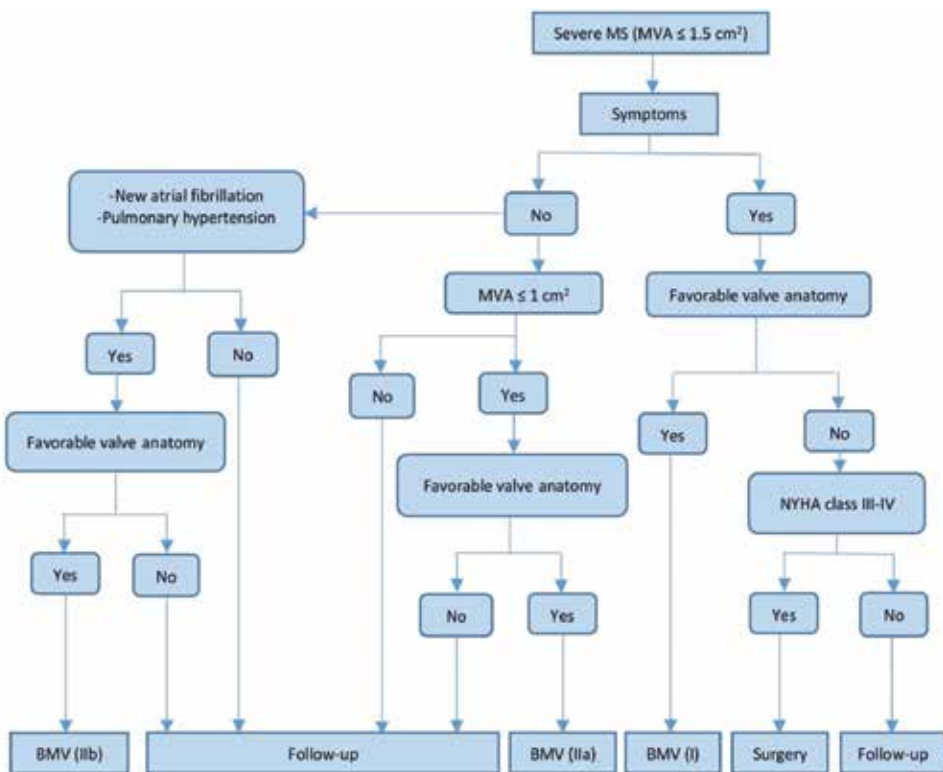 Severe MS (MVA ≤ 1.5 cm²)
Symptoms
-New atrial fibrillation
-Pulmonary hypertension
No
Yes
MVA ≤ 1 cm²
Favorable valve anatomy
Yes
No
No
Yes
Yes
No
Favorable valve anatomy
Favorable valve anatomy
NYHA class III-IV
Yes
No
No
Yes
Yes
No
BMV (IIb)
Follow-up
BMV (IIa)
BMV (I)
Surgery
Follow-up